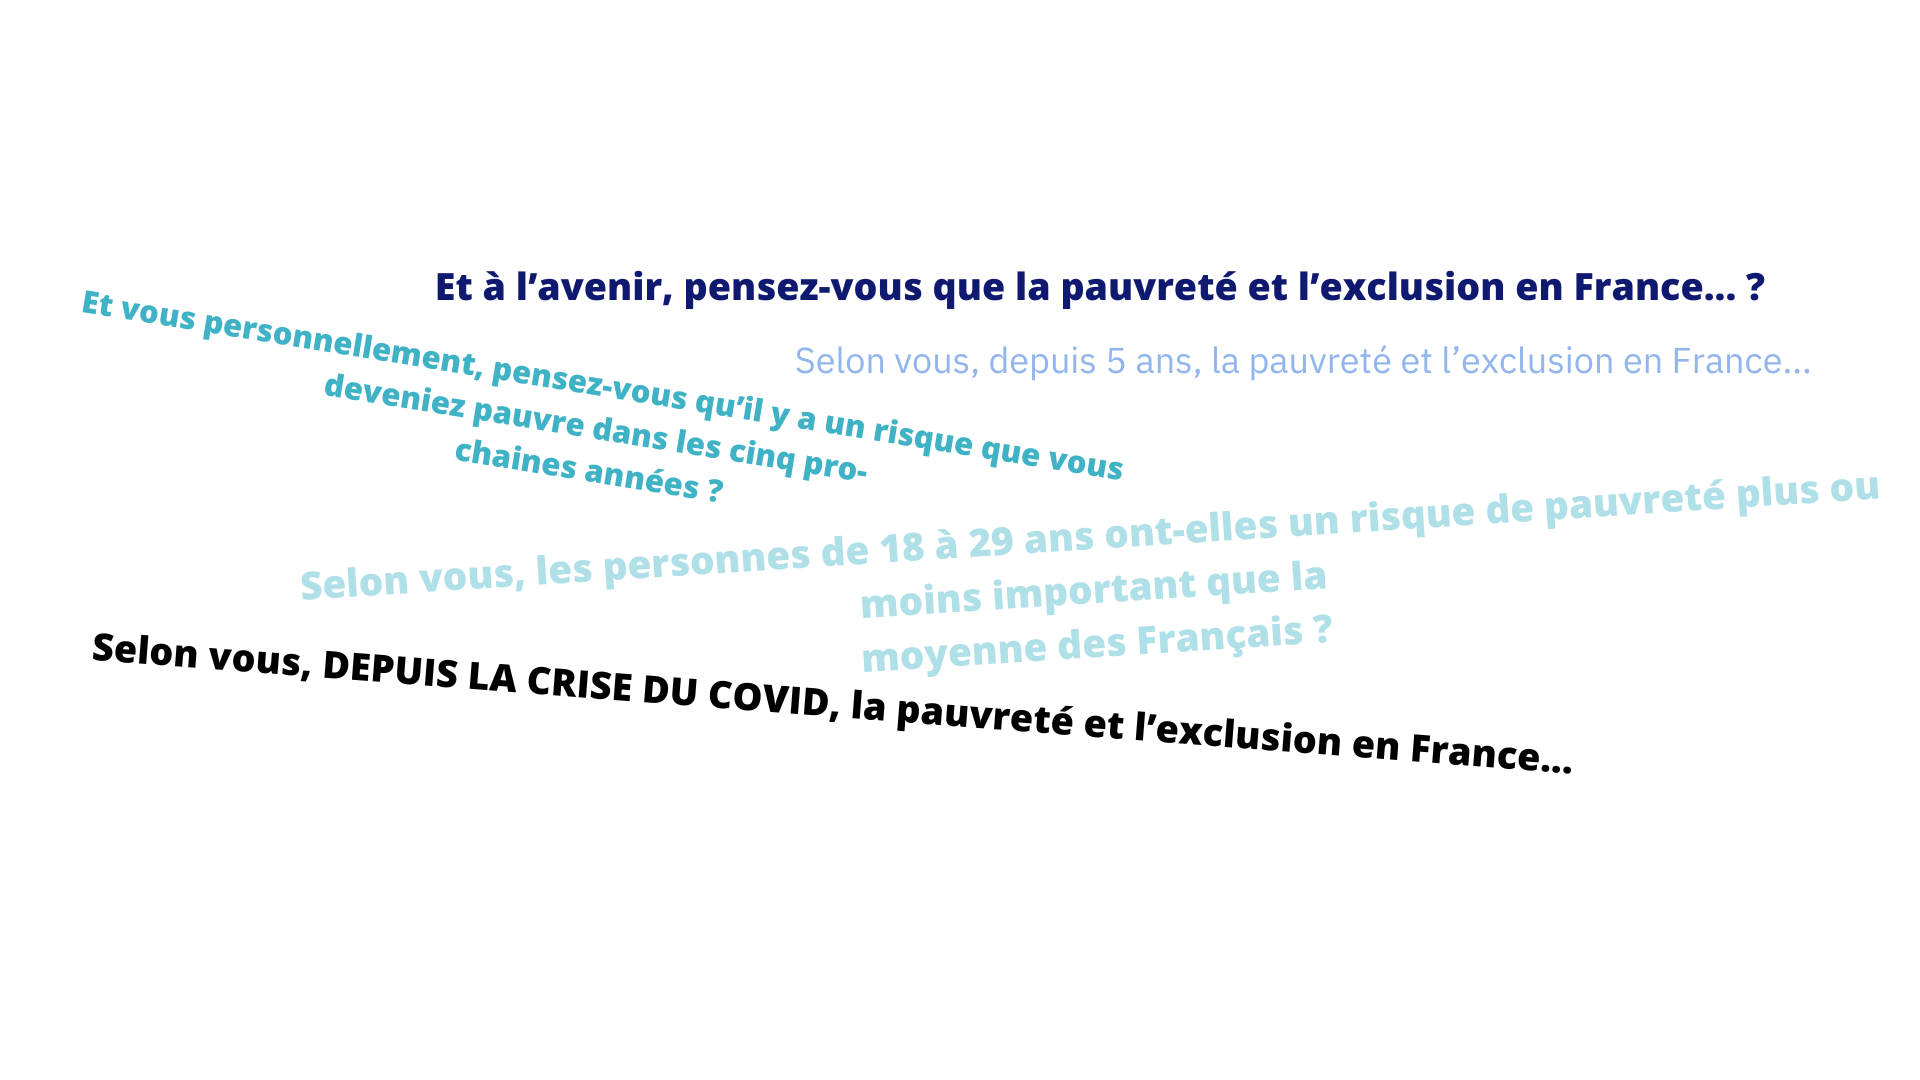 Et à l’avenir, pensez-vous que la pauvreté et l’exclusion en France... ?
Selon vous, depuis 5 ans, la pauvreté et l’exclusion en France...
Et vous personnellement, pensez-vous qu’il y a un risque que vous
deveniez pauvre dans les cinq pro-
chaines années ?
Selon vous, les personnes de 18 à 29 ans ont-elles un risque de pauvreté plus ou
moins important que la
moyenne des Français ?
Selon vous, DEPUIS LA CRISE DU COVID, la pauvreté et l’exclusion en France...